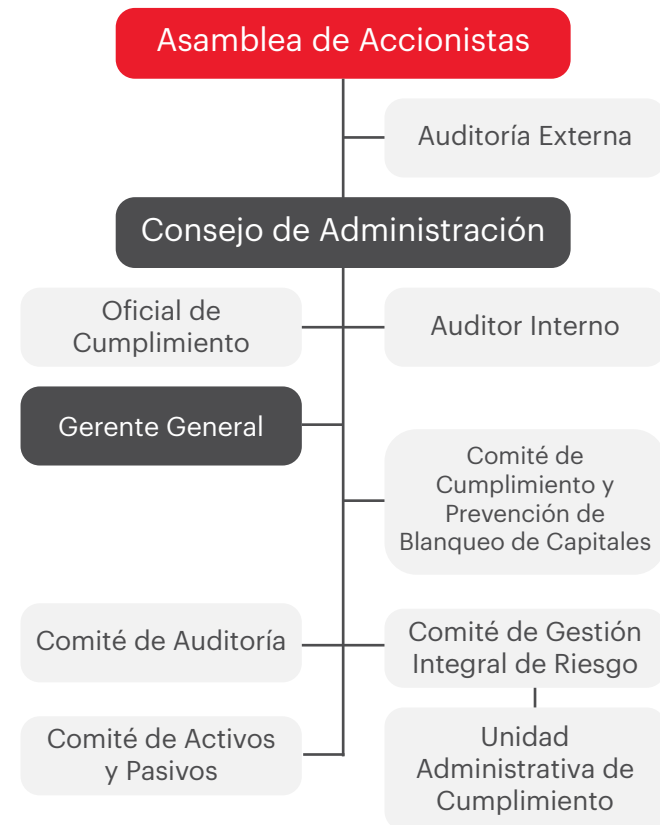 Asamblea de Accionistas
Auditoría Externa
Consejo de Administración
Oficial de
Cumplimiento
Auditor Interno
Gerente General
Comité de
Cumplimiento y
Prevención de
Blanqueo de Capitales
Comité de Auditoría
Comité de Gestión
Integral de Riesgo
Comité de Activos
y Pasivos
Unidad
Administrativa de
Cumplimiento